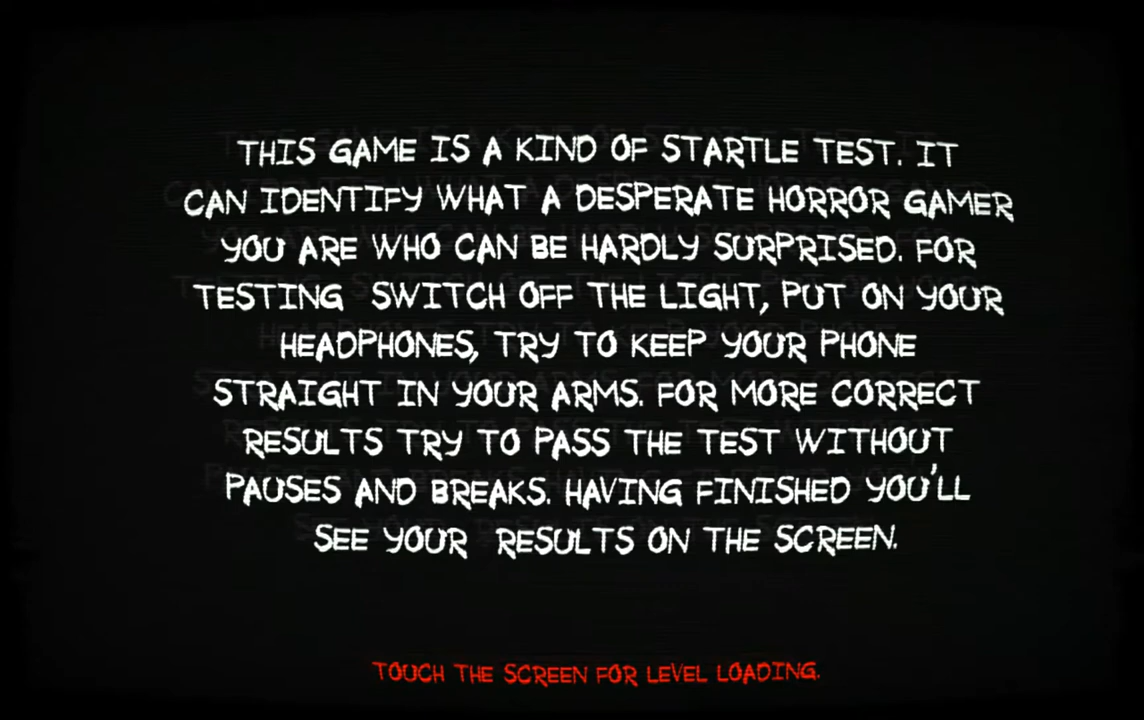 THIS GAME IS A KIND OF STARTLE TEST. IT
CAN IDENTIFY WHAT A DESPERATE HORROR GAMER
YOU ARE WHO CAN BE HARDLY SURPRISED. FOR
TESTING SWITCH OFF THE LIGHT, PUT ON YOUR
HEADPHONES, TRY TO KEEP YOUR PHONE
STRAIGHT IN YOUR ARMS. FOR MORE CORRECT
RESULTS TRY TO PASS THE TEST WITHOUT
PAUSES AND BREAKS. HAVING FINISHED YOU'LL
SEE YOUR RESULTS ON THE SCREEN.
TOUCH THE SCREEN FOR LEVEL LOADING.